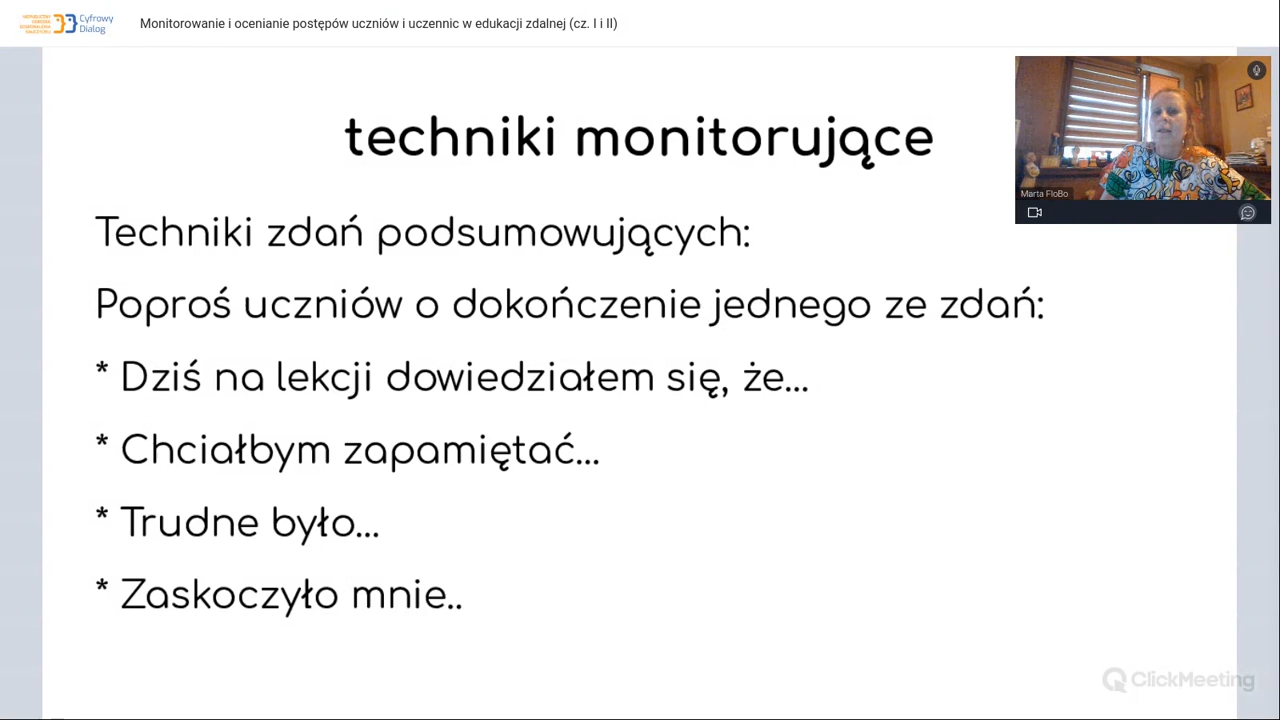 Cyfrowy
Dialog
Monitorowanie i ocenianie postępów uczniów i uczennic w edukacji zdalnej (cz. I i II)
techniki monitorujące
Marta FloBo
Techniki zdań podsumowujących:
Poproś uczniów o dokończenie jednego ze zdań:
* Dziś na lekcji dowiedziałem się, że...
* Chciałbym zapamiętać...
* Trudne było...
* Zaskoczyło mnie..
ClickMeeting